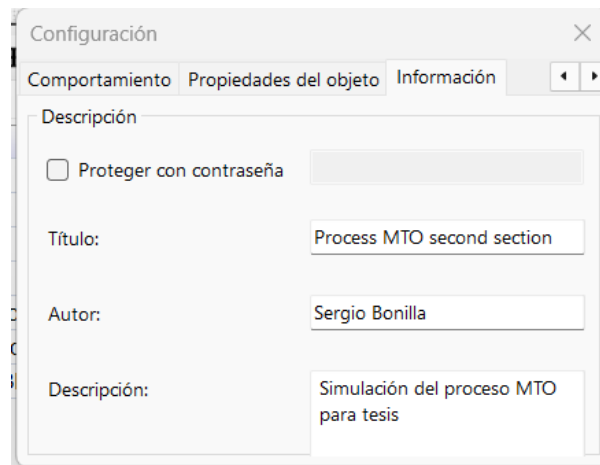 Configuración
Comportamiento Propiedades del objeto Información
Descripción
Proteger con contraseña
Título: Process MTO second section
Autor: Sergio Bonilla
Descripción: Simulación del proceso MTO
para tesis